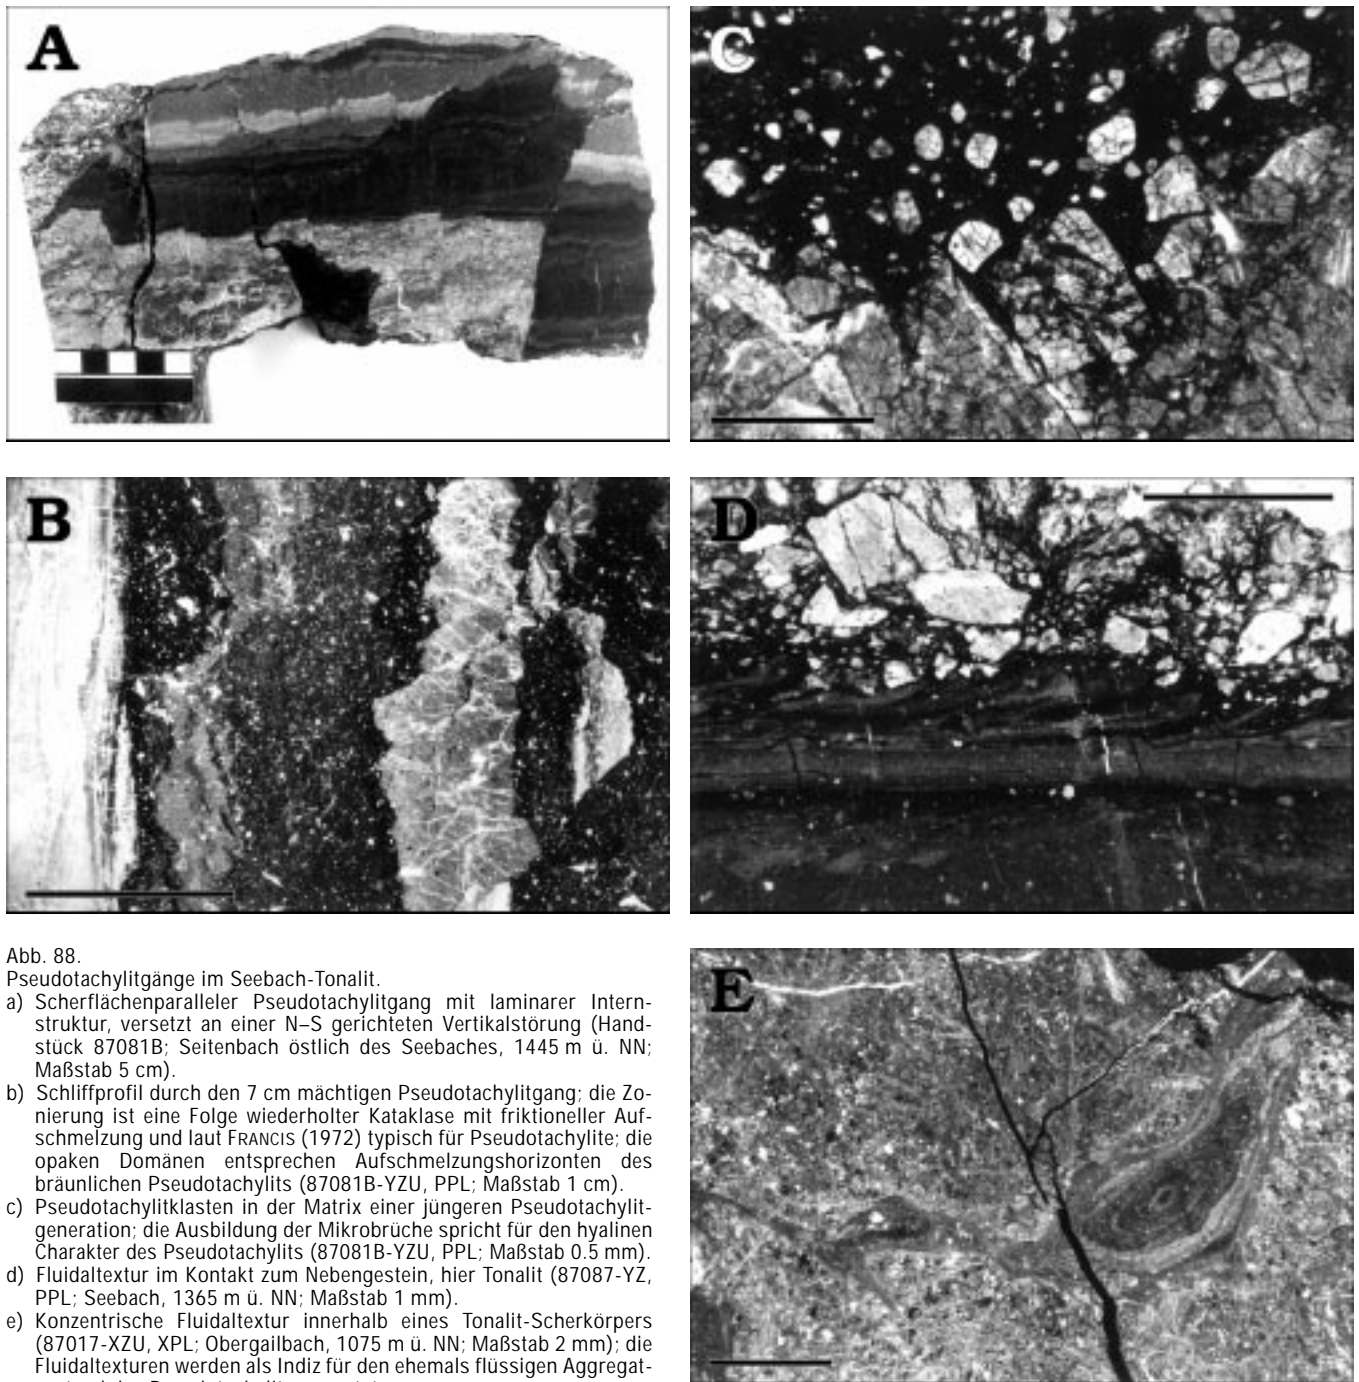 A
C
B
D
E
Abb. 88.
Pseudotachylitgänge im Seebach-Tonalit.
a) Scherflächenparalleler Pseudotachylitgang mit laminarer Intern-
struktur, versetzt an einer N–S gerichteten Vertikalstörung (Hand-
stück 87081B; Seitenbach östlich des Seebaches, 1445 m ü. NN;
Maßstab 5 cm).
b) Schliffprofil durch den 7 cm mächtigen Pseudotachylitgang; die Zo-
nierung ist eine Folge wiederholter Kataklase mit friktioneller Auf-
schmelzung und laut FRANCIS (1972) typisch für Pseudotachylite; die
opaken Domänen entsprechen Aufschmelzungshorizonten des
bräunlichen Pseudotachylits (87081B-YZU, PPL; Maßstab 1 cm).
c) Pseudotachylitklasten in der Matrix einer jüngeren Pseudotachylit-
generation; die Ausbildung der Mikrobrüche spricht für den hyalinen
Charakter des Pseudotachylits (87081B-YZU, PPL; Maßstab 0.5 mm).
d) Fluidaltextur im Kontakt zum Nebengestein, hier Tonalit (87087-YZ,
PPL; Seebach, 1365 m ü. NN; Maßstab 1 mm).
e) Konzentrische Fluidaltextur innerhalb eines Tonalit-Scherkörpers
(87017-XZU, XPL; Obergailbach, 1075 m ü. NN; Maßstab 2 mm); die
Fluidaltexturen werden als Indiz für den ehemals flüssigen Aggregat-